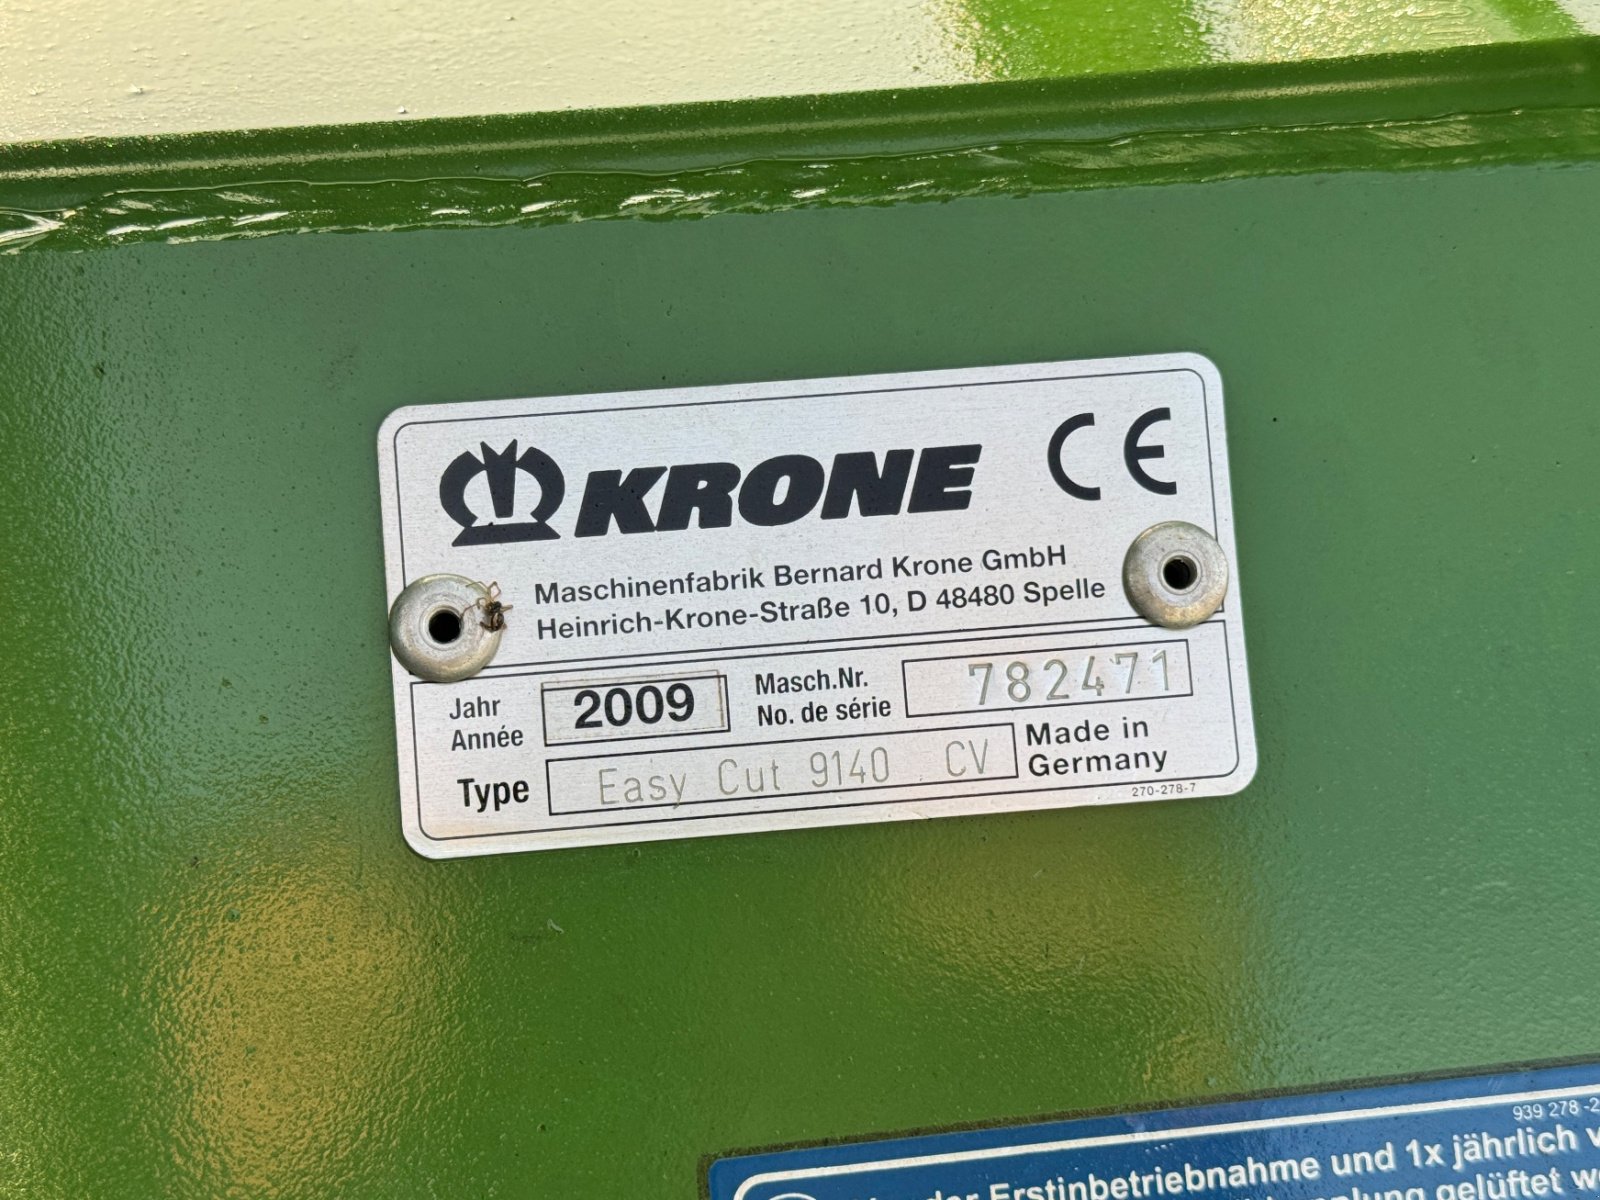 KRONE CE
Maschinenfabrik Bernard Krone GmbH
Heinrich-Krone-Straße 10, D 48480 Spelle
Jahr
Année
2009
Masch.Nr.
No. de série
782471
Type
Easy Cut 9140 CV
Made in
Germany
270-278-7
939 278 -2
der Erstinbetriebnahme und 1x jährlich
gelüftet